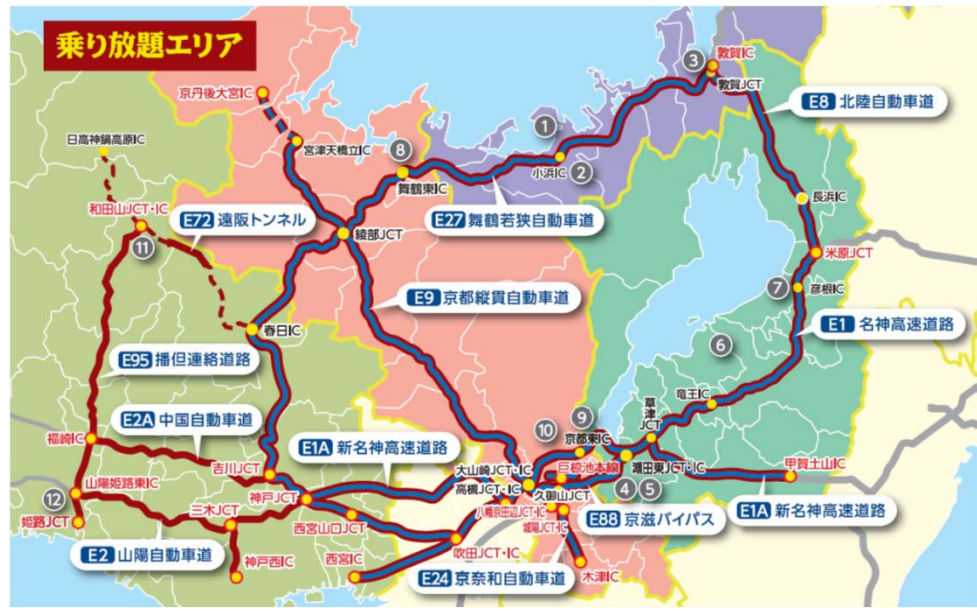 乗り放題エリア
京丹後大宮IC
日高神鍋高原IC
宮津天橋立IC
和田山JCT・IC
E72 遠阪トンネル
⑪
⑧
舞鶴東IC
綾部JCT
E27 舞鶴若狭自動車道
①
小浜IC
②
③
敦賀IC
敦賀JCT
E8 北陸自動車道
長浜IC
米原JCT
⑦
彦根IC
E1 名神高速道路
⑥
竜王IC
E9 京都縦貫自動車道
春日IC
E95 播但連絡道路
E2A 中国自動車道
福崎IC
吉川JCT
E1A 新名神高速道路
山陽姫路東IC
⑫
姫路JCT
三木JCT
神戸JCT
E2 山陽自動車道
神戸西IC
西宮山口JCT
西宮IC
吹田JCT・IC
大山崎JCT・IC
高槻JCT・IC
⑩
⑨
京都東IC
草津JCT
巨椋池本線
瀬田東JCT・IC
④
⑤
甲賀土山IC
E1A 新名神高速道路
久御山JCT
八幡京田辺JCT・IC
城陽JCT・IC
E88 京滋バイパス
E24 京奈和自動車道
木津IC